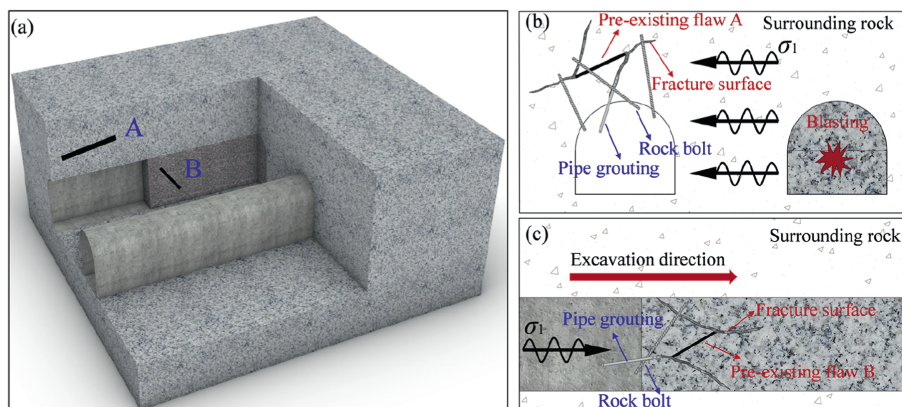 (a)
A
B
(b)
Pre-existing flaw A
Surrounding rock
σ1
Fracture surface
Blasting
Rock bolt
Pipe grouting
(c)
Surrounding rock
Excavation direction
Fracture surface
Pipe grouting
σ1
Pre-existing flaw B
Rock bolt